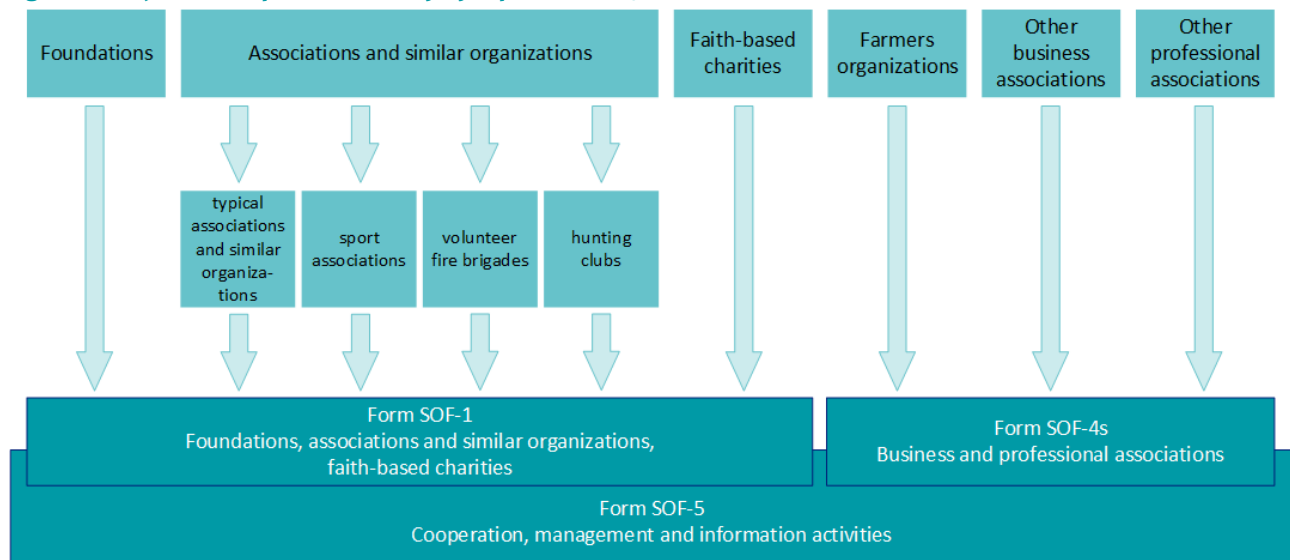 Foundations
Associations and similar organizations
Faith-based
charities
Farmers
organizations
Other
business
associations
Other
professional
associations
typical
associations
and similar
organiza-
tions
sport
associations
volunteer
fire brigades
hunting
clubs
Form SOF-1
Foundations, associations and similar organizations,
faith-based charities
Form SOF-4s
Business and professional associations
Form SOF-5
Cooperation, management and information activities